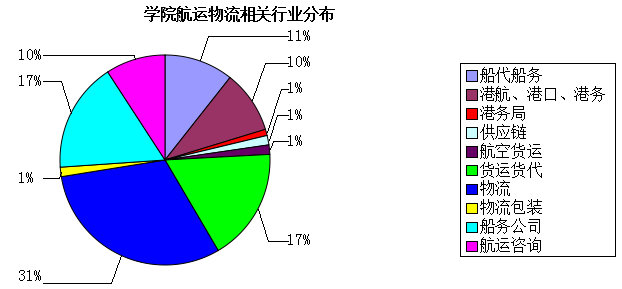 学院航运物流相关行业分布
11%
10%
1%
1%
1%
17%
31%
1%
17%
10%
船代船务
港航、港口、港务
港务局
供应链
航空货运
货运货代
物流
物流包装
船务公司
航运咨询